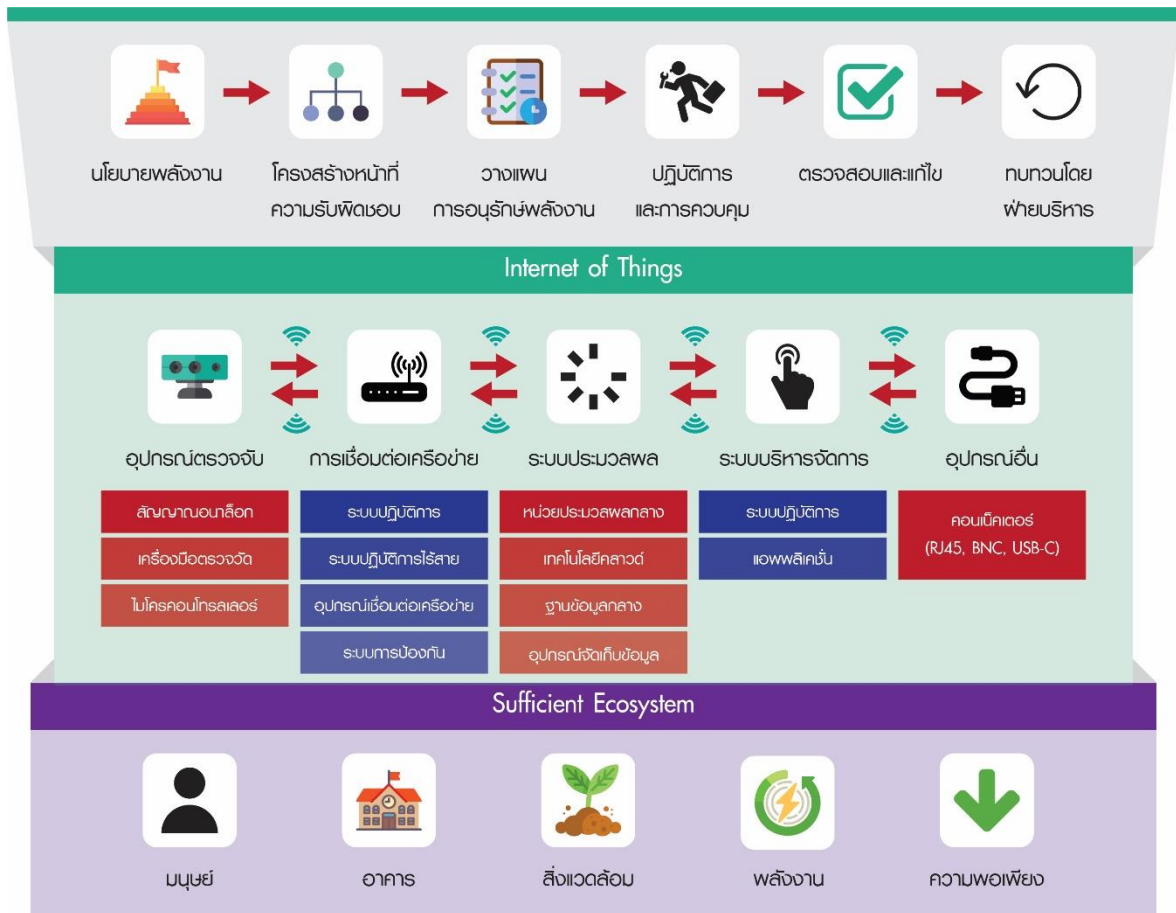 นโยบายพลังงาน
โครงสร้างหน้าที่
ความรับผิดชอบ
วางแผน
การอนุรักษ์พลังงาน
ปฏิบัติการ
และการควบคุม
ตรวจสอบและแก้ไข
ทบทวนโดย
ฝ่ายบริหาร
Internet of Things
อุปกรณ์ตรวจจับ
การเชื่อมต่อเครือข่าย
ระบบประมวลผล
ระบบบริหารจัดการ
อุปกรณ์อื่น
สัญญาณอนาล็อก
เครื่องมือตรวจวัด
ไมโครคอนโทรลเลอร์
ระบบปฏิบัติการ
ระบบปฏิบัติการไร้สาย
อุปกรณ์เชื่อมต่อเครือข่าย
ระบบการป้องกัน
หน่วยประมวลผลกลาง
เทคโนโลยีคลาวด์
ฐานข้อมูลกลาง
อุปกรณ์จัดเก็บข้อมูล
ระบบปฏิบัติการ
แอพพลิเคชั่น
คอนเน็คเตอร์
(RJ45, BNC, USB-C)
Sufficient Ecosystem
มนุษย์
อาคาร
สิ่งแวดล้อม
พลังงาน
ความพอเพียง